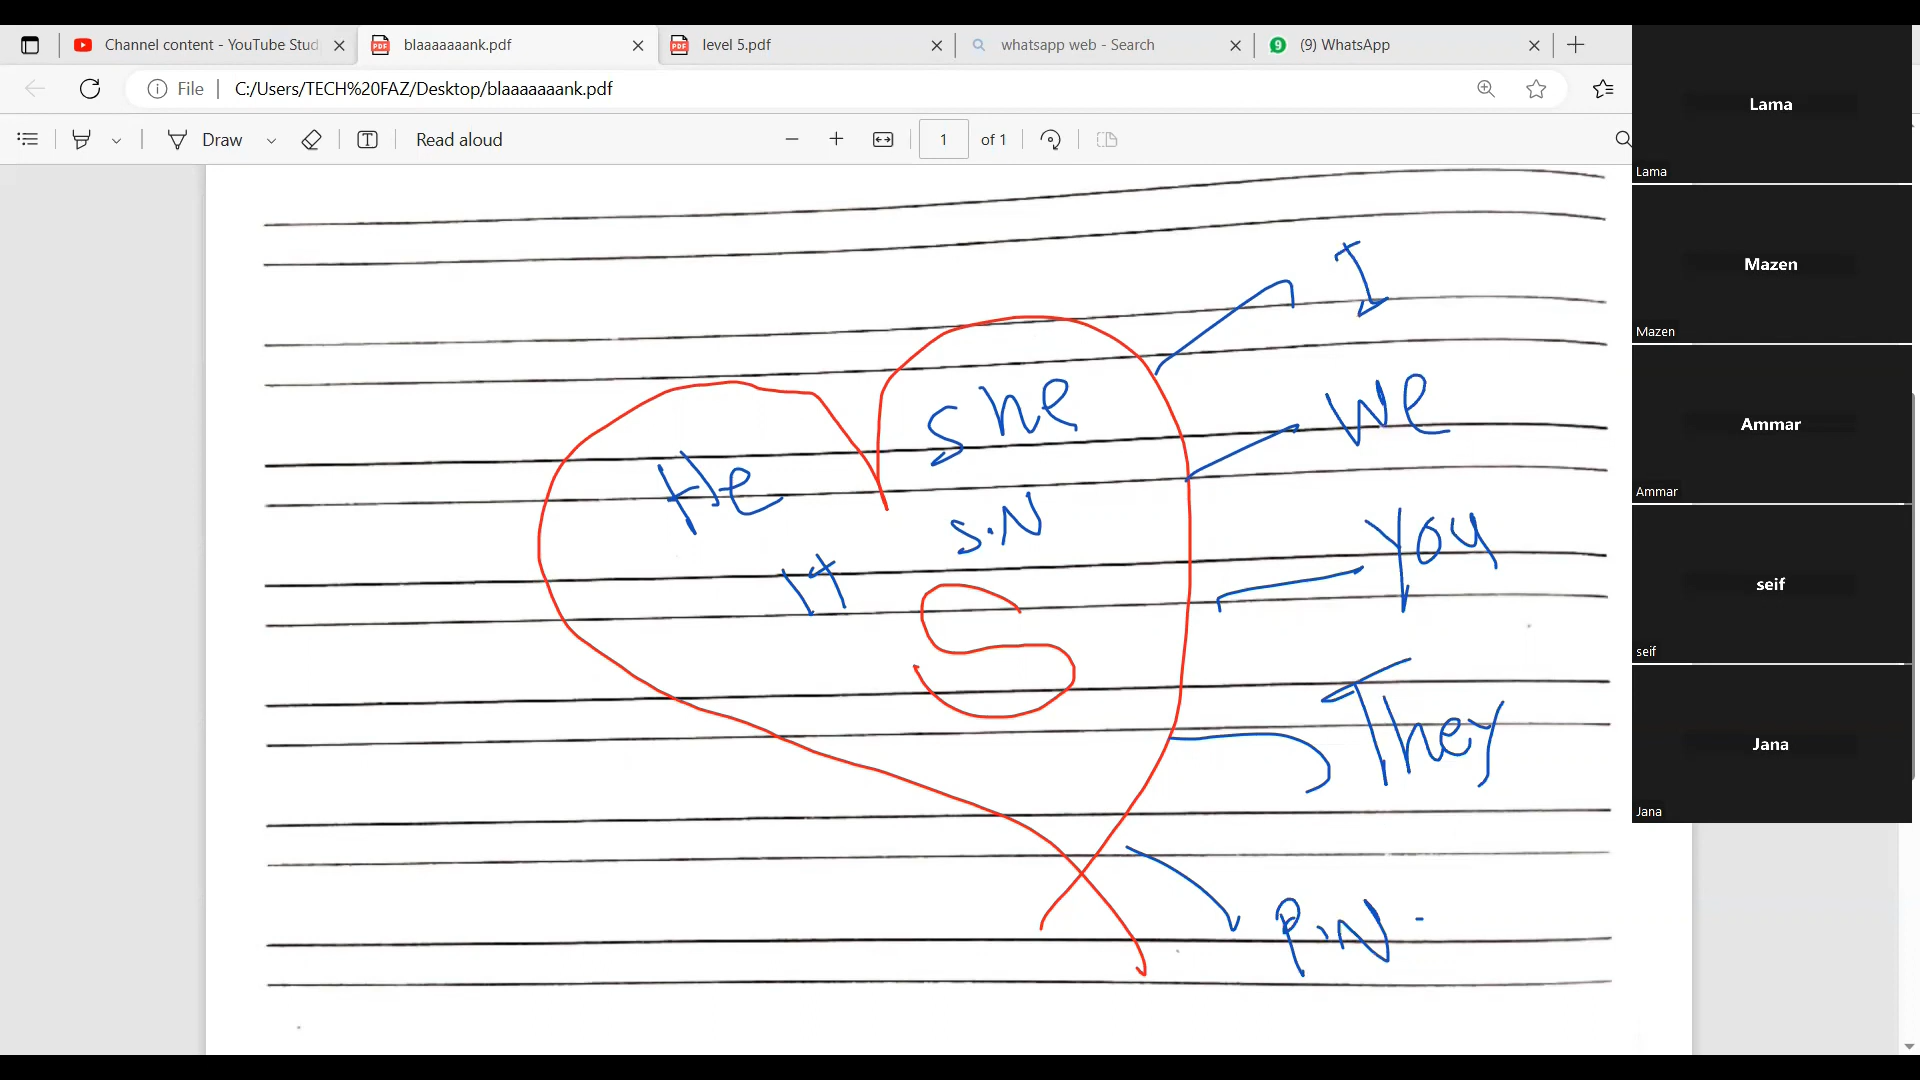 Channel content - YouTube Stud
blaaaaaaank.pdf
level 5.pdf
whatsapp web - Search
9
(9) WhatsApp
File
C:/Users/TECH%20FAZ/Desktop/blaaaaaaank.pdf
Draw
Read aloud
1
of 1
Lama
Lama
Mazen
Mazen
Ammar
Ammar
seif
seif
Jana
Jana
I
She
We
He
S.N
You
It
S
They
P.N.